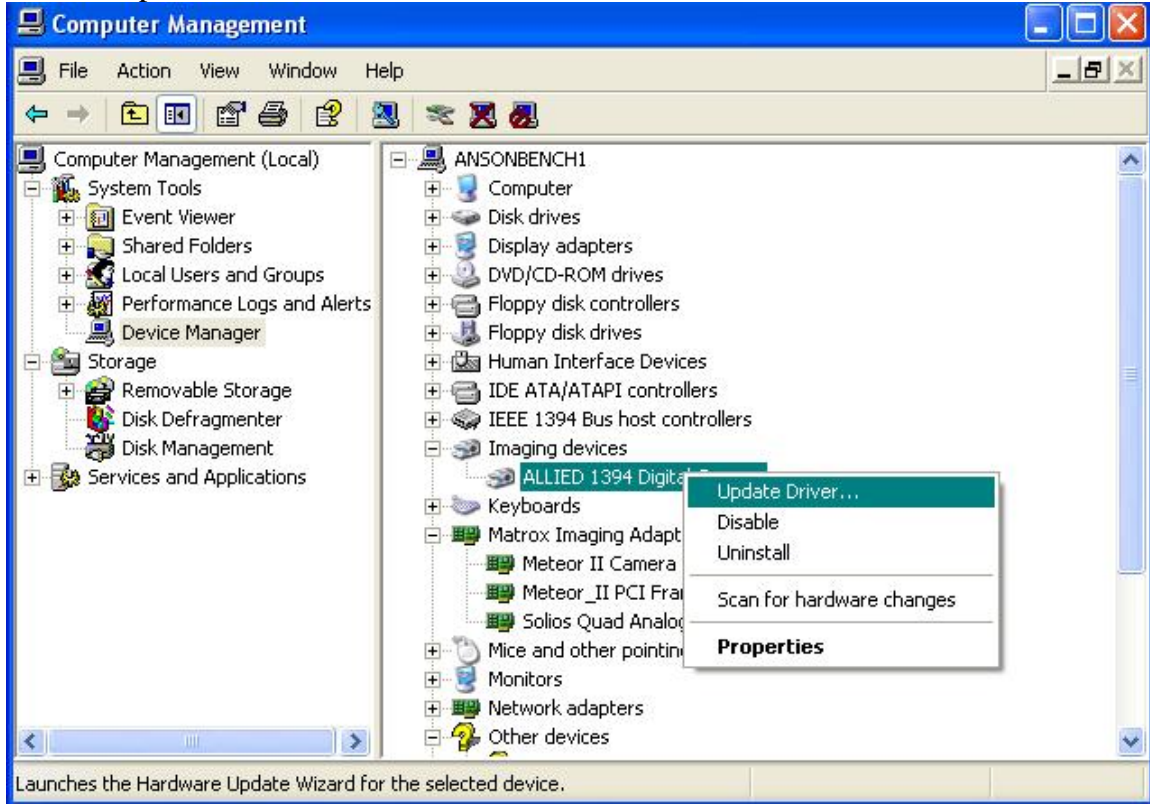 Computer Management
File Action View Window Help
Computer Management (Local)
System Tools
Event Viewer
Shared Folders
Local Users and Groups
Performance Logs and Alerts
Device Manager
Storage
Removable Storage
Disk Defragmenter
Disk Management
Services and Applications
ANSONBENCH1
Computer
Disk drives
Display adapters
DVD/CD-ROM drives
Floppy disk controllers
Floppy disk drives
Human Interface Devices
IDE ATA/ATAPI controllers
IEEE 1394 Bus host controllers
Imaging devices
ALLIED 1394 Digital
Keyboards
Matrox Imaging Adapt
Meteor II Camera
Meteor_II PCI Fra
Solios Quad Analog
Mice and other pointin
Monitors
Network adapters
Other devices
Update Driver...
Disable
Uninstall
Scan for hardware changes
Properties
Launches the Hardware Update Wizard for the selected device.